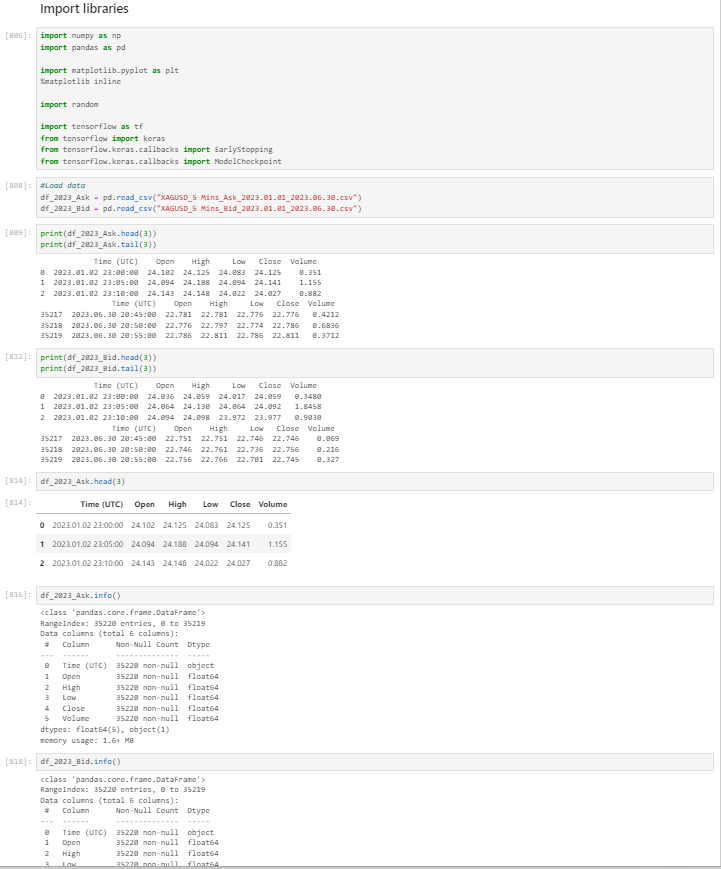 Import libraries
[806]:
import numpy as np
import pandas as pd
import matplotlib.pyplot as plt
%matplotlib inline
import random
import tensorflow as tf
from tensorflow import keras
from tensorflow.keras.callbacks import EarlyStopping
from tensorflow.keras.callbacks import ModelCheckpoint
[808]:
#Load data
df_2023_Ask = pd.read_csv("XAGUSD_5 Mins_Ask_2023.01.01_2023.06.30.csv")
df_2023_Bid = pd.read_csv("XAGUSD_5 Mins_Bid_2023.01.01_2023.06.30.csv")
[809]:
print(df_2023_Ask.head(3))
print(df_2023_Ask.tail(3))
Time (UTC) Open High Low Close Volume
0 2023.01.02 23:00:00 24.102 24.125 24.083 24.125 0.351
1 2023.01.02 23:05:00 24.094 24.188 24.094 24.141 1.155
2 2023.01.02 23:10:00 24.143 24.148 24.022 24.027 0.882
Time (UTC) Open High Low Close Volume
35217 2023.06.30 20:45:00 22.781 22.781 22.776 22.776 0.4212
35218 2023.06.30 20:50:00 22.776 22.797 22.774 22.786 0.6836
35219 2023.06.30 20:55:00 22.786 22.811 22.786 22.811 0.3712
[812]:
print(df_2023_Bid.head(3))
print(df_2023_Bid.tail(3))
Time (UTC) Open High Low Close Volume
0 2023.01.02 23:00:00 24.036 24.059 24.017 24.059 0.3480
1 2023.01.02 23:05:00 24.064 24.130 24.064 24.092 1.8458
2 2023.01.02 23:10:00 24.094 24.098 23.972 23.977 0.9030
Time (UTC) Open High Low Close Volume
35217 2023.06.30 20:45:00 22.751 22.751 22.746 22.746 0.069
35218 2023.06.30 20:50:00 22.746 22.761 22.736 22.756 0.216
35219 2023.06.30 20:55:00 22.756 22.766 22.701 22.745 0.327
[814]:
df_2023_Ask.head(3)
[814]:
Time (UTC) Open High Low Close Volume
0 2023.01.02 23:00:00 24.102 24.125 24.083 24.125 0.351
1 2023.01.02 23:05:00 24.094 24.188 24.094 24.141 1.155
2 2023.01.02 23:10:00 24.143 24.148 24.022 24.027 0.882
[816]:
df_2023_Ask.info()
<class 'pandas.core.frame.DataFrame'>
RangeIndex: 35220 entries, 0 to 35219
Data columns (total 6 columns):
# Column Non-Null Count Dtype
--- ------ -------------- -----
0 Time (UTC) 35220 non-null object
1 Open 35220 non-null float64
2 High 35220 non-null float64
3 Low 35220 non-null float64
4 Close 35220 non-null float64
5 Volume 35220 non-null float64
dtypes: float64(5), object(1)
memory usage: 1.6+ MB
[818]:
df_2023_Bid.info()
<class 'pandas.core.frame.DataFrame'>
RangeIndex: 35220 entries, 0 to 35219
Data columns (total 6 columns):
# Column Non-Null Count Dtype
--- ------ -------------- -----
0 Time (UTC) 35220 non-null object
1 Open 35220 non-null float64
2 High 35220 non-null float64
3 Low 35220 non-null float64